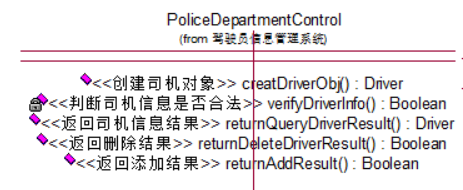 PoliceDepartmentControl
(from 驾驶员信息管理系统)
<<创建司机对象>> creatDriverObj() : Driver
<<判断司机信息是否合法>> verifyDriverInfo() : Boolean
<<返回司机信息结果>> returnQueryDriverResult() : Driver
<<返回删除结果>> returnDeleteDriverResult() : Boolean
<<返回添加结果>> returnAddResult() : Boolean